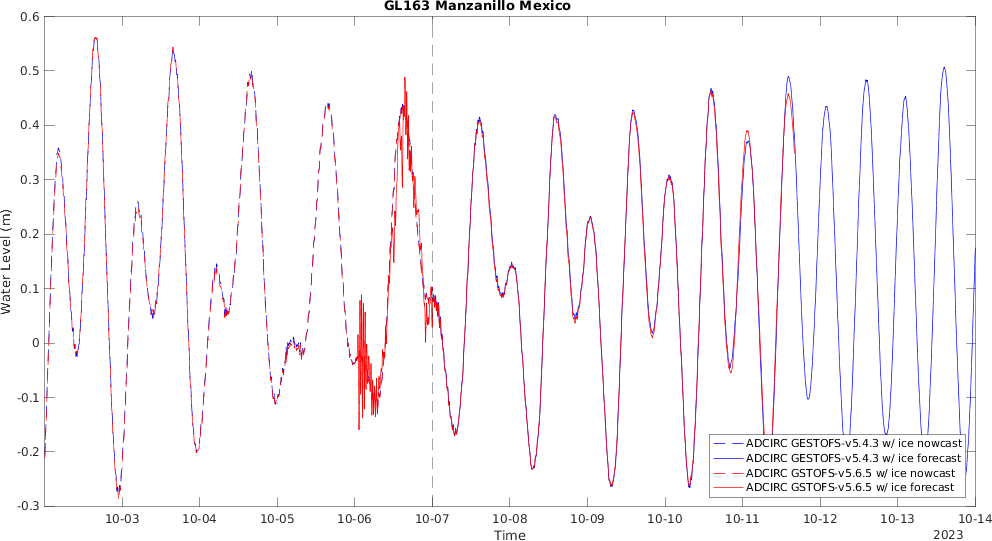 GL163 Manzanillo Mexico
0.6
0.5
0.4
0.3
0.2
0.1
0
-0.1
-0.2
-0.3
Water Level (m)
ADCIRC GESTOFS-v5.4.3 w/ ice nowcast
ADCIRC GESTOFS-v5.4.3 w/ ice forecast
ADCIRC GSTOFS-v5.6.5 w/ ice nowcast
ADCIRC GSTOFS-v5.6.5 w/ ice forecast
10-03 10-04 10-05 10-06 10-07 10-08 10-09 10-10 10-11 10-12 10-13 10-14
Time
2023